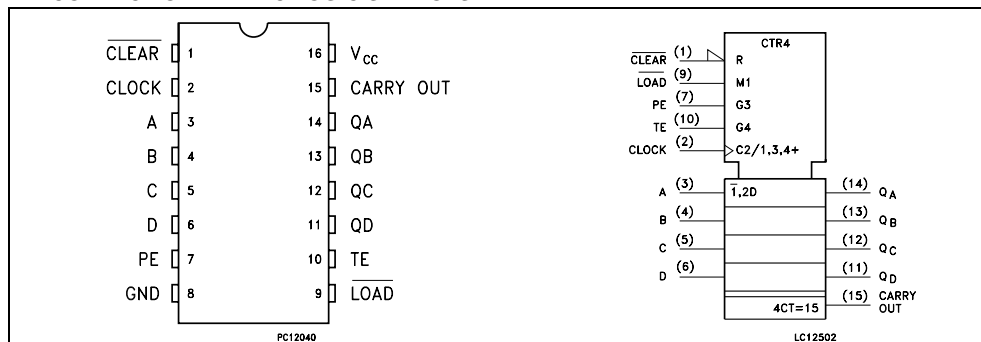 CLEAR 1 16 VCC
CLOCK 2 15 CARRY OUT
A 3 14 QA
B 4 13 QB
C 5 12 QC
D 6 11 QD
PE 7 10 TE
GND 8 9 LOAD
PC12040
CTR4
CLEAR (1) R
LOAD (9) M1
PE (7) G3
TE (10) G4
CLOCK (2) C2/1,3,4+
A (3) 1,2D (14) QA
B (4) (13) QB
C (5) (12) QC
D (6) (11) QD
4CT=15 (15) CARRY
OUT
LC12502